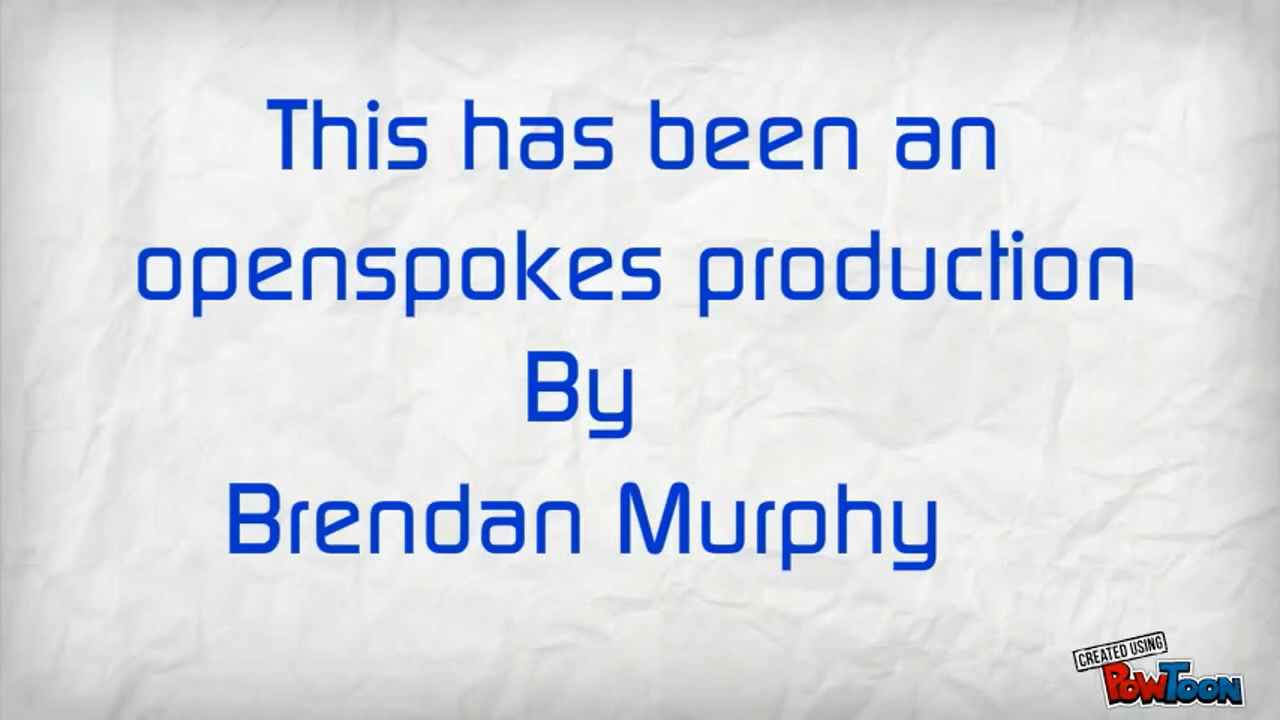 This has been an
openspokes production
By
Brendan Murphy
CREATED USING
PowToon